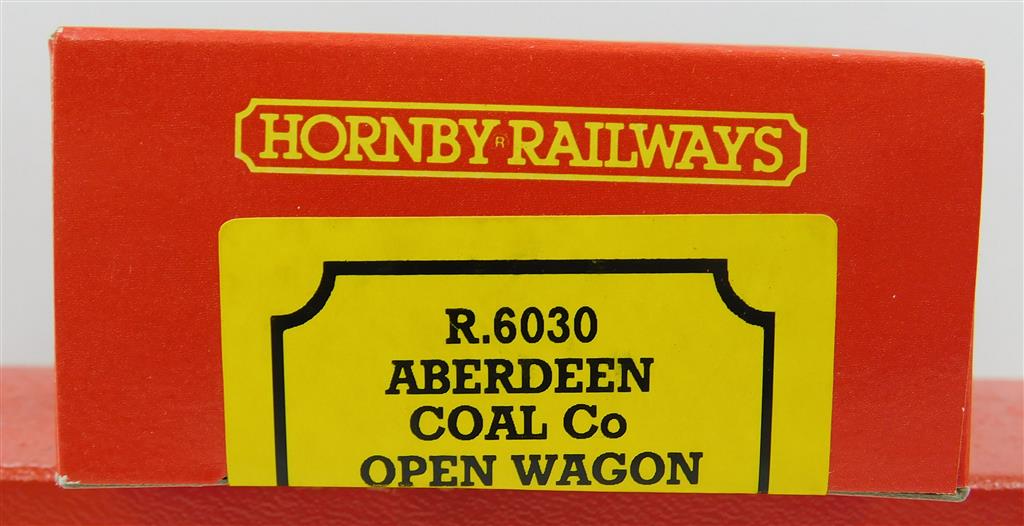 HORNBY® RAILWAYS
R.6030
ABERDEEN
COAL Co
OPEN WAGON